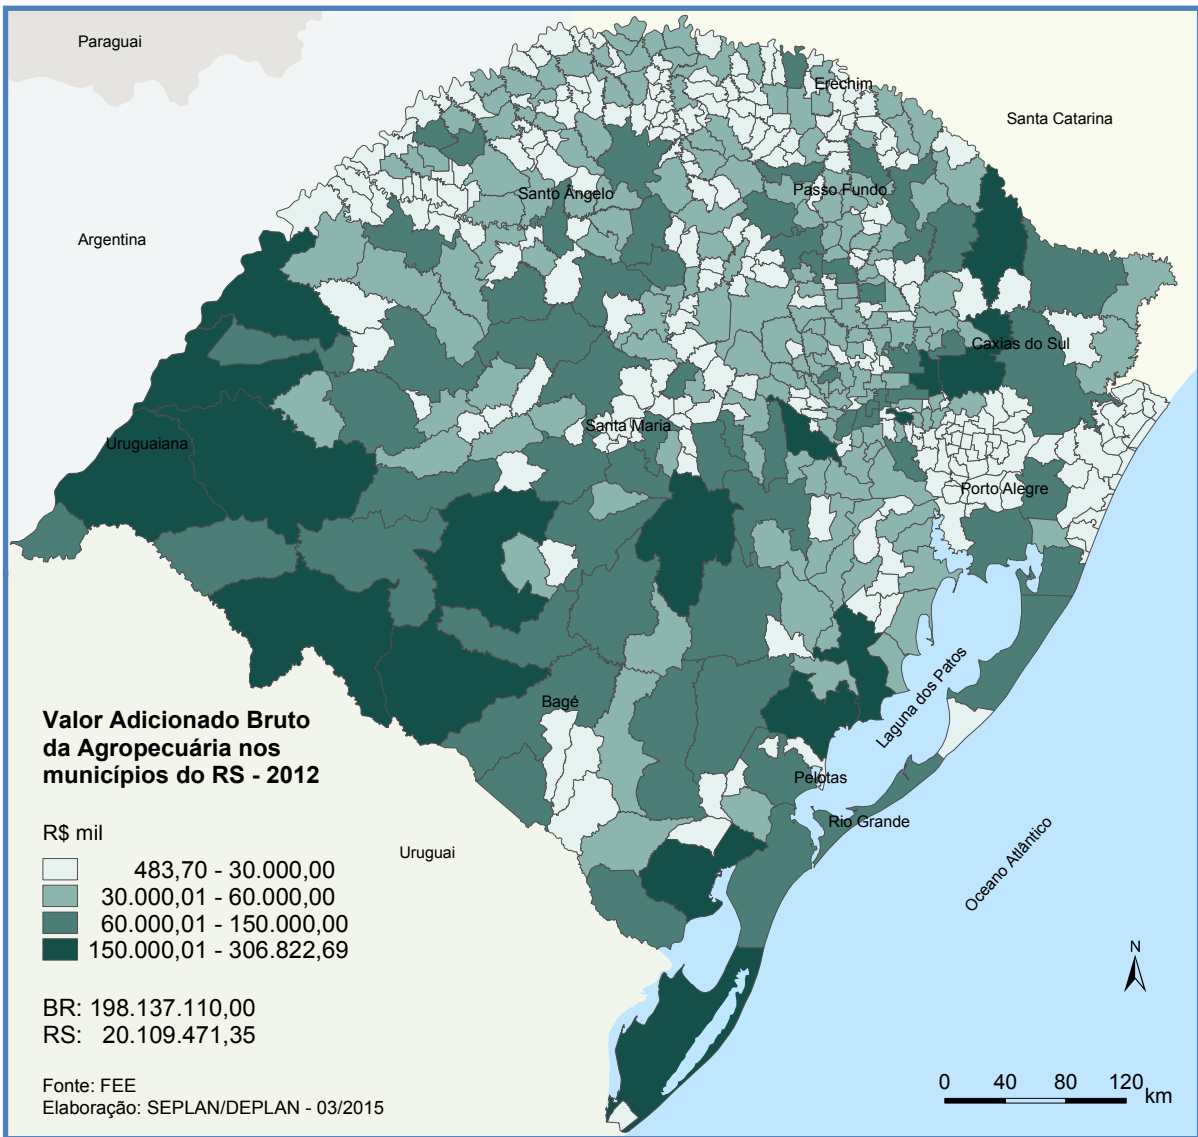 Paraguai
Erechim
Santa Catarina
Santo Ângelo
Passo Fundo
Argentina
Caxias do Sul
Santa Maria
Uruguaiana
Porto Alegre
Laguna dos Patos
Bagé
Valor Adicionado Bruto
da Agropecuária nos
municípios do RS - 2012
Pelotas
Rio Grande
R$ mil
Uruguai
Oceano Atlântico
483,70 - 30.000,00
30.000,01 - 60.000,00
60.000,01 - 150.000,00
150.000,01 - 306.822,69
N
BR: 198.137.110,00
RS: 20.109.471,35
Fonte: FEE
Elaboração: SEPLAN/DEPLAN - 03/2015
0 40 80 120 km